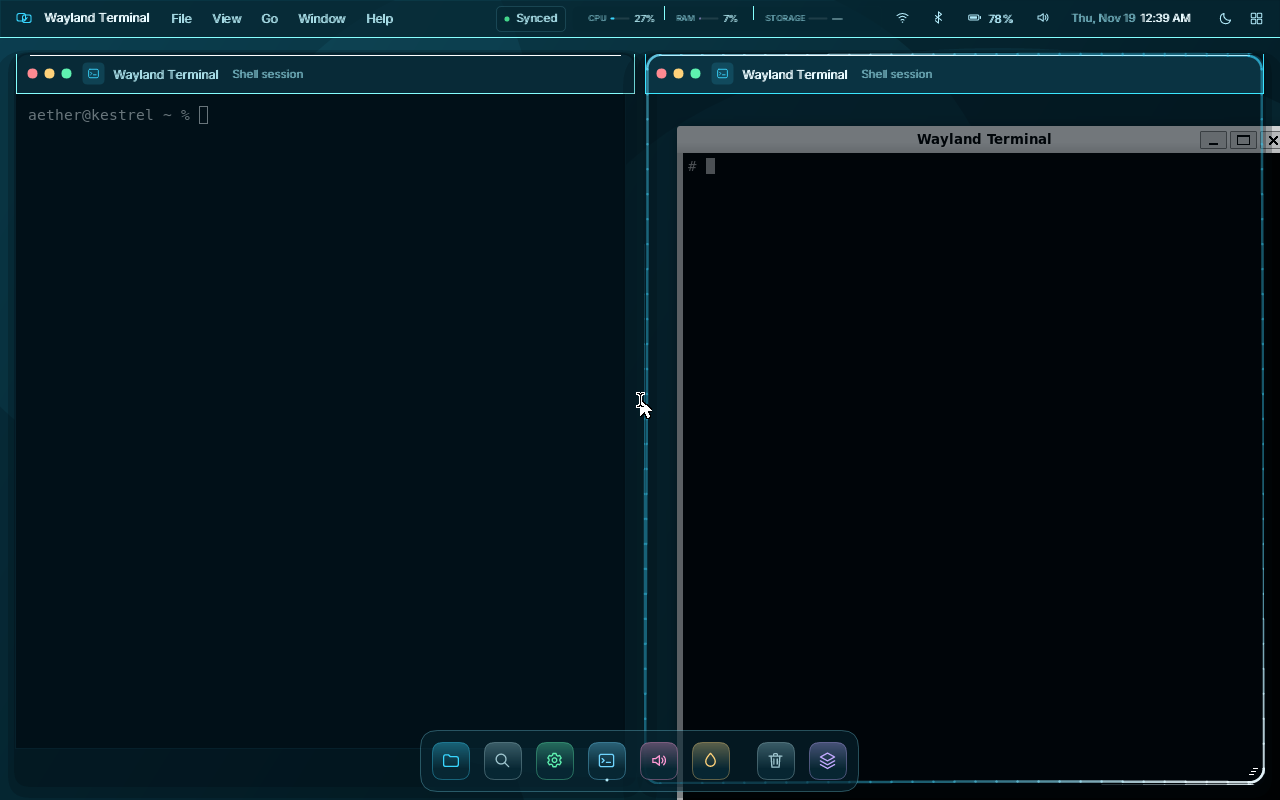 Wayland Terminal File View Go Window Help Synced CPU 27% RAM 7% STORAGE — 78% Thu, Nov 19 12:39 AM
Wayland Terminal Shell session
aether@kestrel ~ %
Wayland Terminal Shell session
Wayland Terminal
#